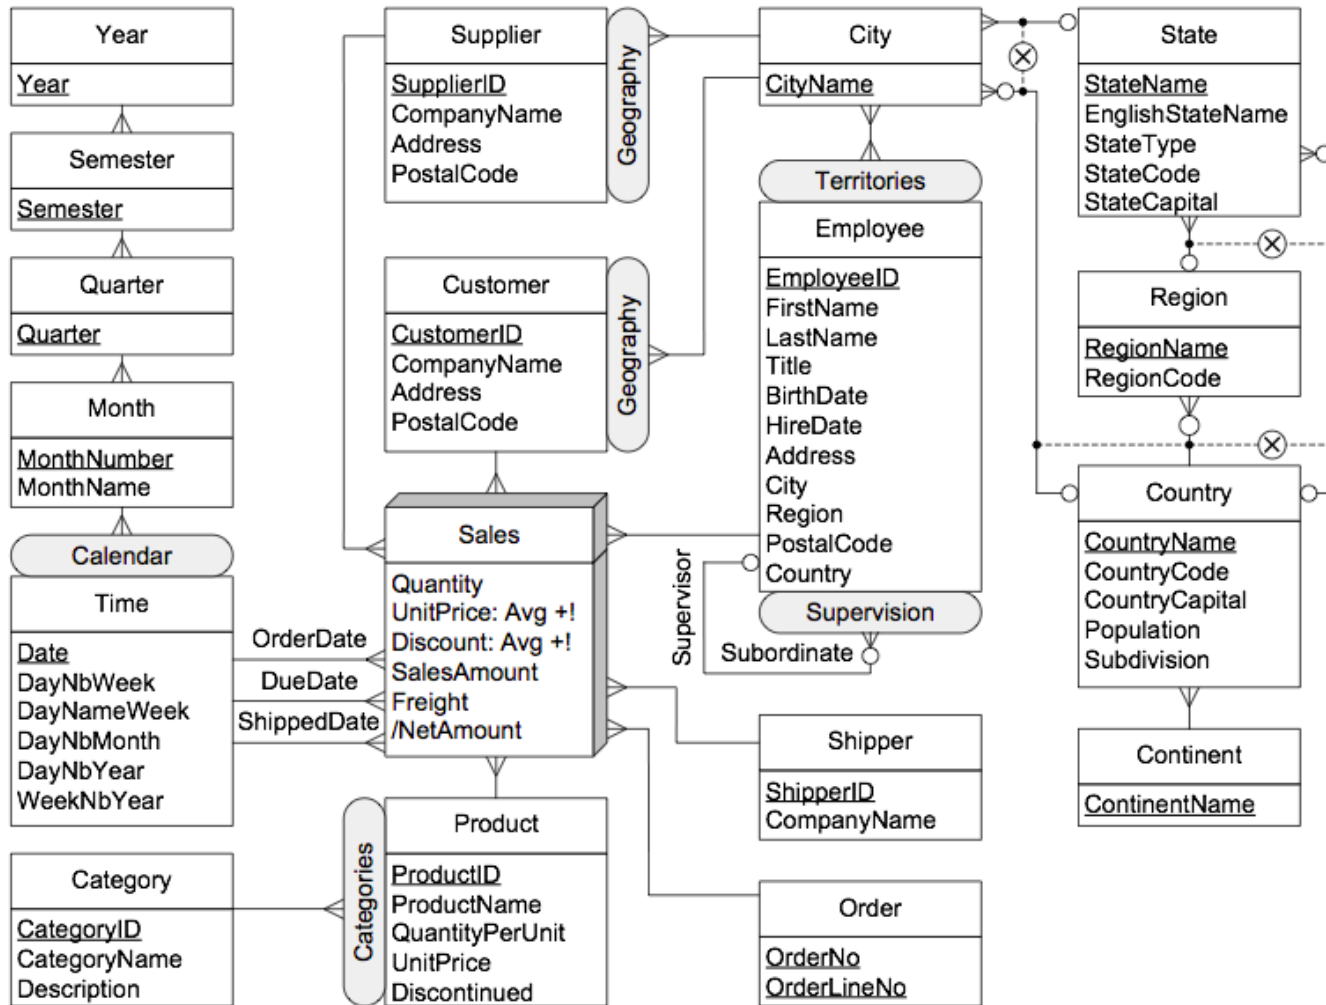 Year
Year
Semester
Semester
Quarter
Quarter
Month
MonthNumber
MonthName
Calendar
Time
Date
DayNbWeek
DayNameWeek
DayNbMonth
DayNbYear
WeekNbYear
Category
CategoryID
CategoryName
Description
OrderDate
DueDate
ShippedDate
Supplier
SupplierID
CompanyName
Address
PostalCode
Geography
Customer
CustomerID
CompanyName
Address
PostalCode
Geography
Sales
Quantity
UnitPrice: Avg +!
Discount: Avg +!
SalesAmount
Freight
/NetAmount
Categories
Product
ProductID
ProductName
QuantityPerUnit
UnitPrice
Discontinued
City
CityName
Territories
Employee
EmployeeID
FirstName
LastName
Title
BirthDate
HireDate
Address
City
Region
PostalCode
Country
Supervision
Supervisor
Subordinate
Shipper
ShipperID
CompanyName
Order
OrderNo
OrderLineNo
State
StateName
EnglishStateName
StateType
StateCode
StateCapital
Region
RegionName
RegionCode
Country
CountryName
CountryCode
CountryCapital
Population
Subdivision
Continent
ContinentName